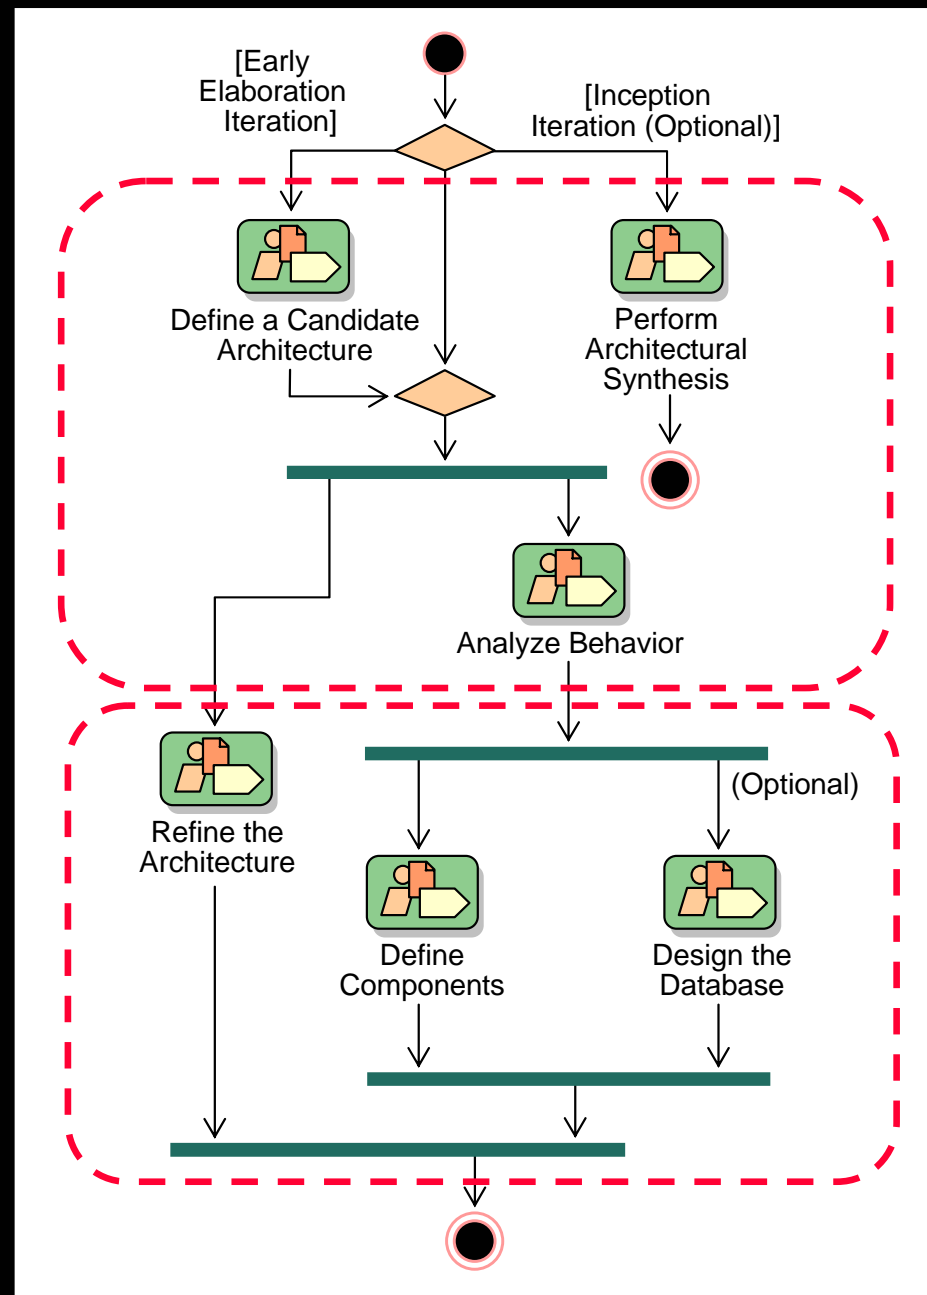 [Early
Elaboration
Iteration]
[Inception
Iteration (Optional)]
Define a Candidate
Architecture
Perform
Architectural
Synthesis
Analyze Behavior
(Optional)
Refine the
Architecture
Define
Components
Design the
Database